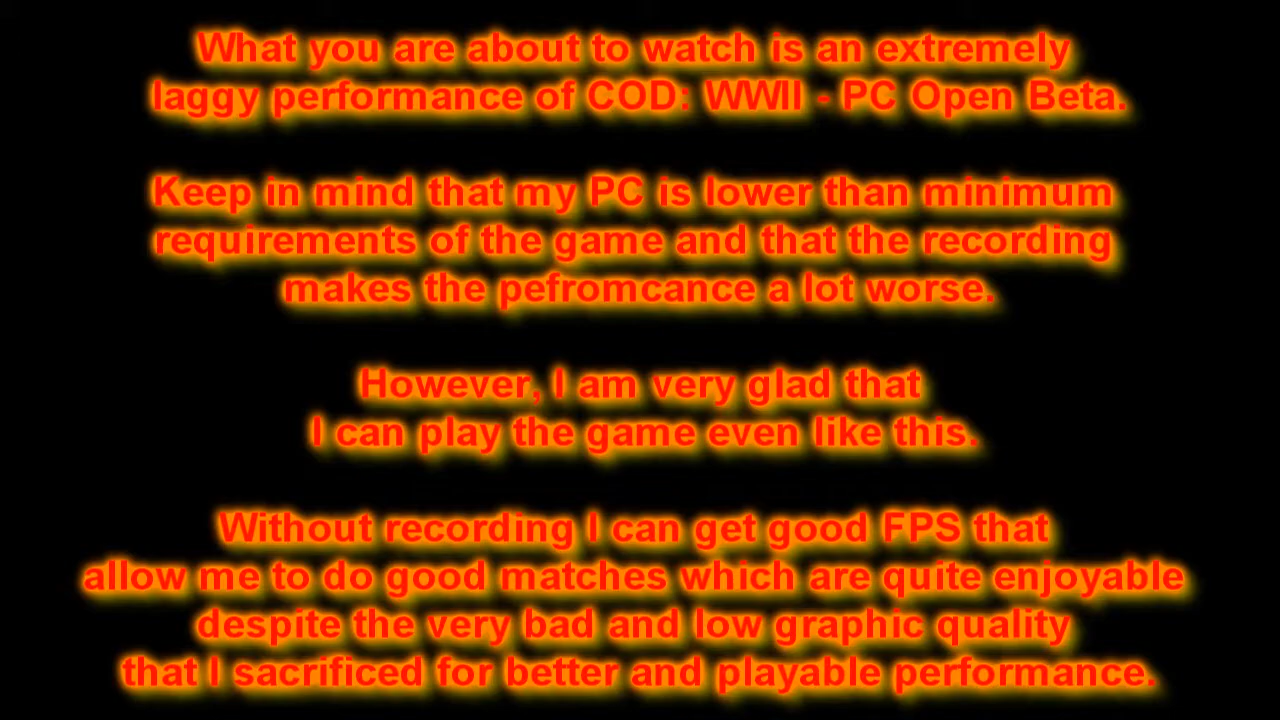 What you are about to watch is an extremely
laggy performance of COD: WWII - PC Open Beta.
Keep in mind that my PC is lower than minimum
requirements of the game and that the recording
makes the pefromcance a lot worse.
However, I am very glad that
I can play the game even like this.
Without recording I can get good FPS that
allow me to do good matches which are quite enjoyable
despite the very bad and low graphic quality
that I sacrificed for better and playable performance.